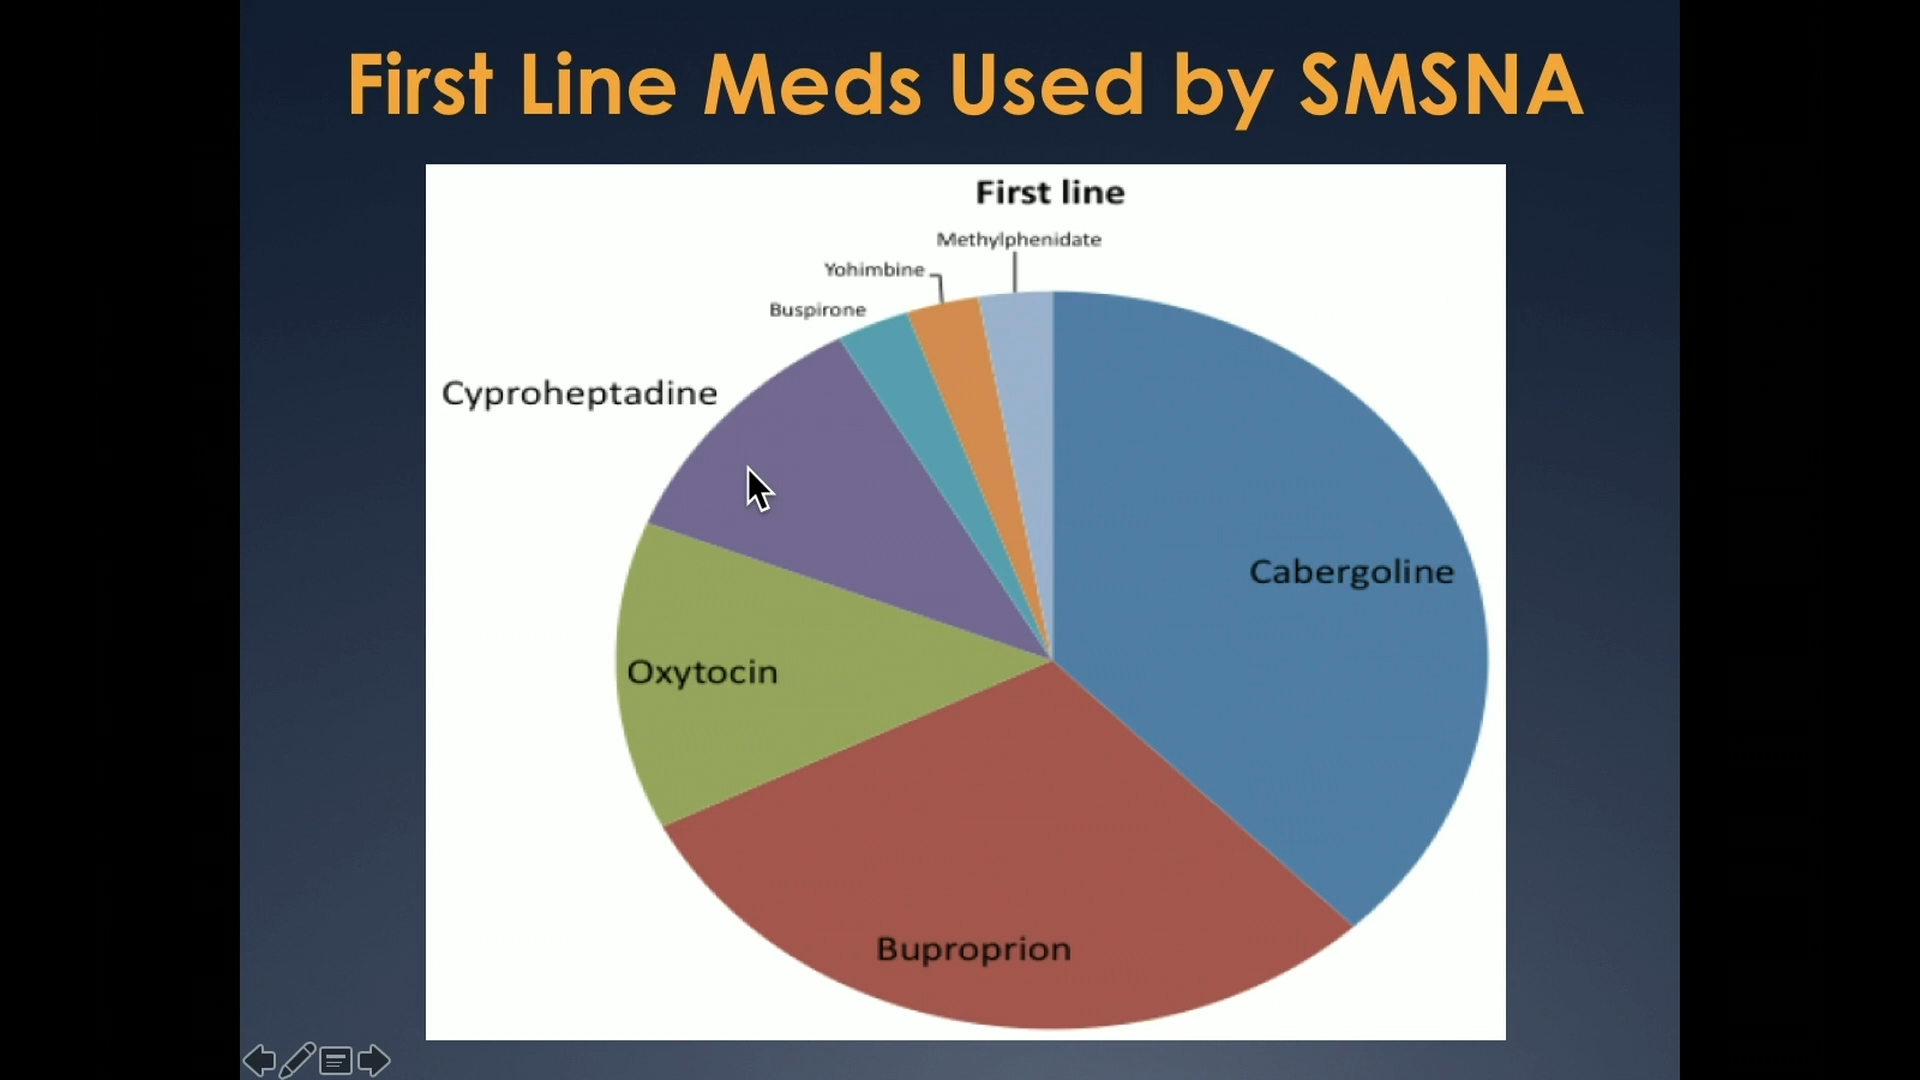 First Line Meds Used by SMSNA
First line
Methylphenidate
Yohimbine
Buspirone
Cyproheptadine
Cabergoline
Oxytocin
Buproprion